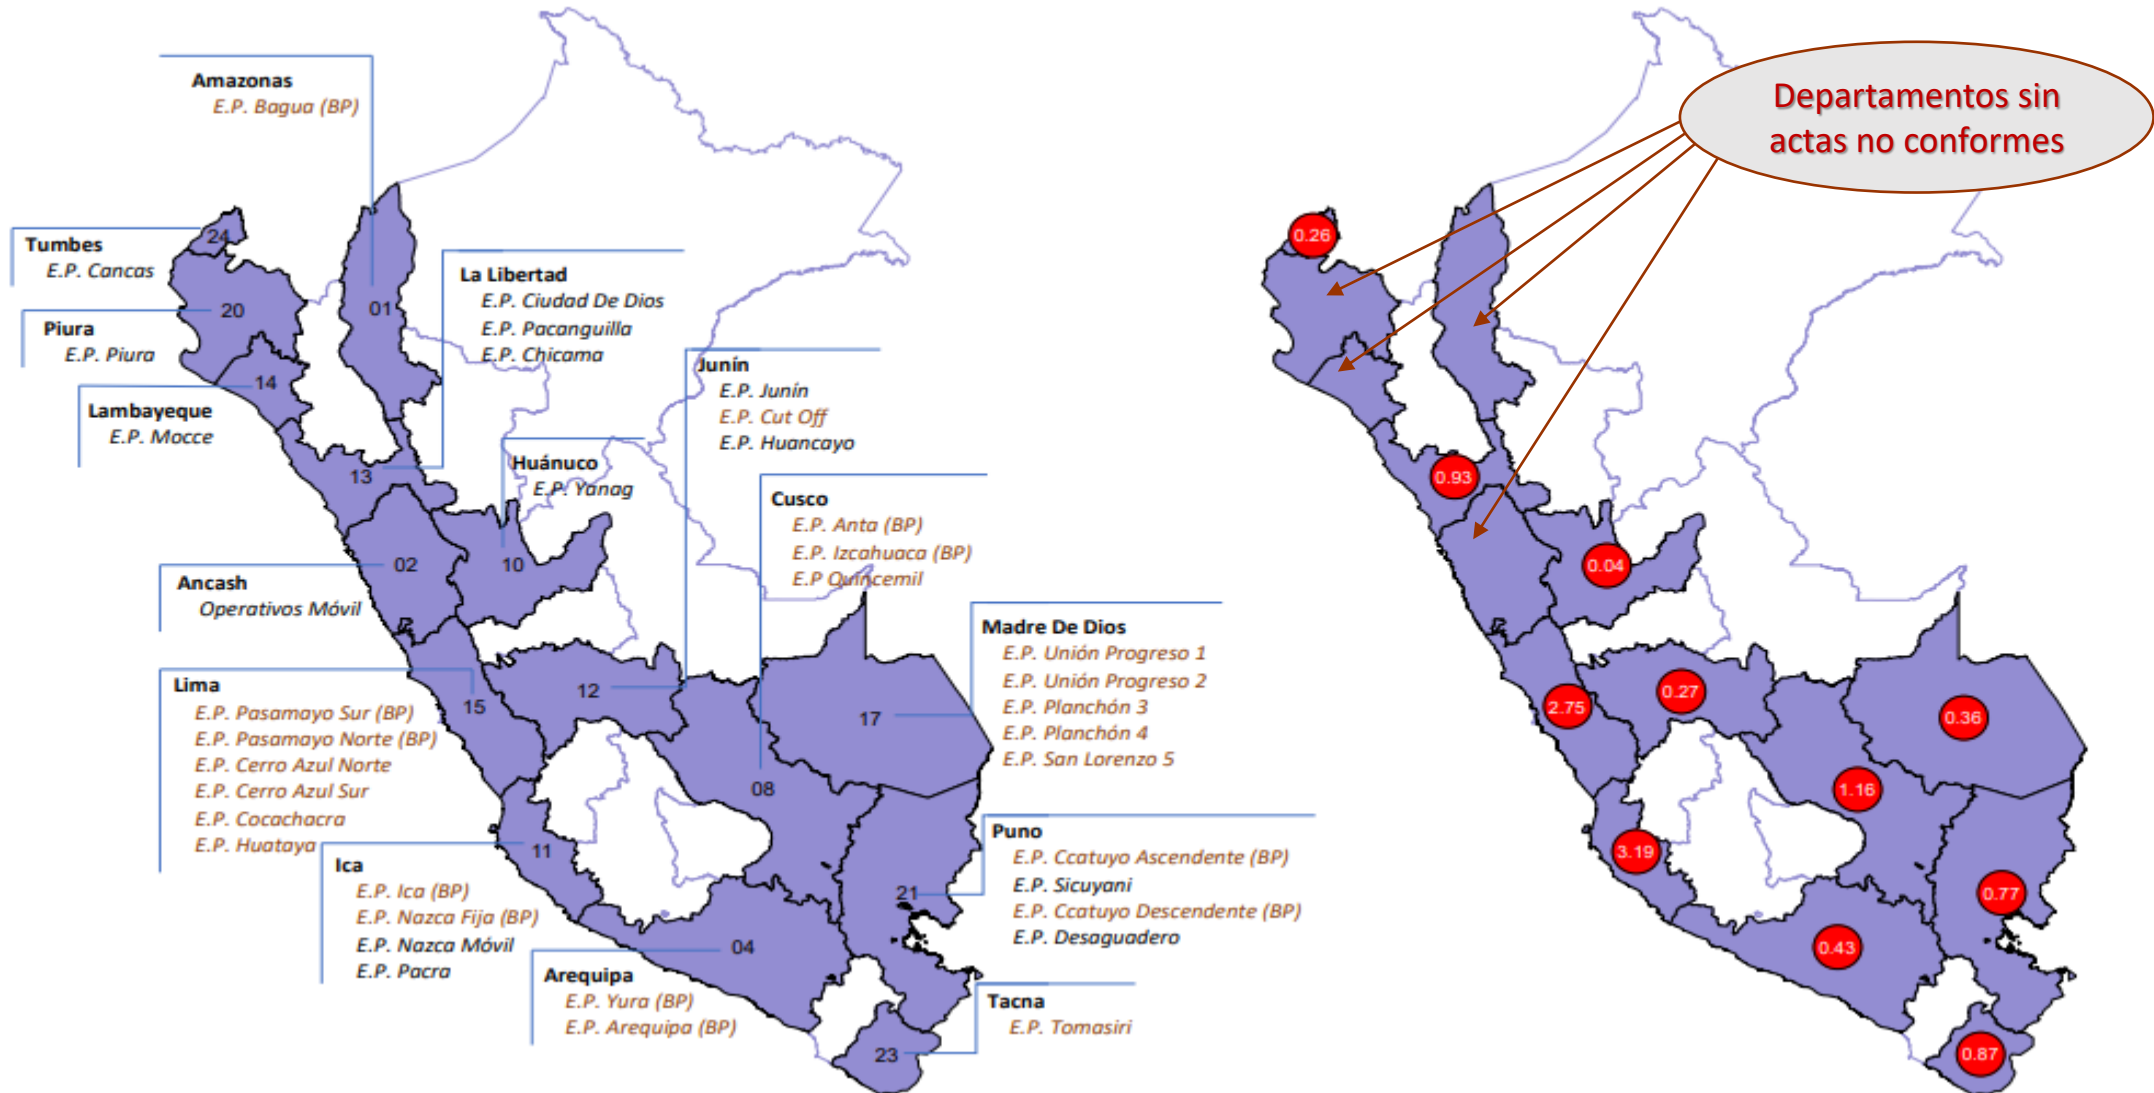 Amazonas
E.P. Bagua (BP)
Tumbes
E.P. Cancas
Piura
E.P. Piura
Lambayeque
E.P. Mocce
La Libertad
E.P. Ciudad De Dios
E.P. Pacanguilla
E.P. Chicama
Junín
E.P. Junín
E.P. Cut Off
E.P. Huancayo
Huánuco
E.P. Yanag
Cusco
E.P. Anta (BP)
E.P. Izcahuaca (BP)
E.P Quincemil
Ancash
Operativos Móvil
Madre De Dios
E.P. Unión Progreso 1
E.P. Unión Progreso 2
E.P. Planchón 3
E.P. Planchón 4
E.P. San Lorenzo 5
Lima
E.P. Pasamayo Sur (BP)
E.P. Pasamayo Norte (BP)
E.P. Cerro Azul Norte
E.P. Cerro Azul Sur
E.P. Cocachacra
E.P. Huataya
Ica
E.P. Ica (BP)
E.P. Nazca Fija (BP)
E.P. Nazca Móvil
E.P. Pacra
Puno
E.P. Ccatuyo Ascendente (BP)
E.P. Sicuyani
E.P. Ccatuyo Descendente (BP)
E.P. Desaguadero
Arequipa
E.P. Yura (BP)
E.P. Arequipa (BP)
Tacna
E.P. Tomasiri
24
20
01
14
13
02
10
15
12
17
08
11
21
04
23
Departamentos sin
actas no conformes
0.26
0.93
0.04
2.75
0.27
0.36
1.16
3.19
0.77
0.43
0.87